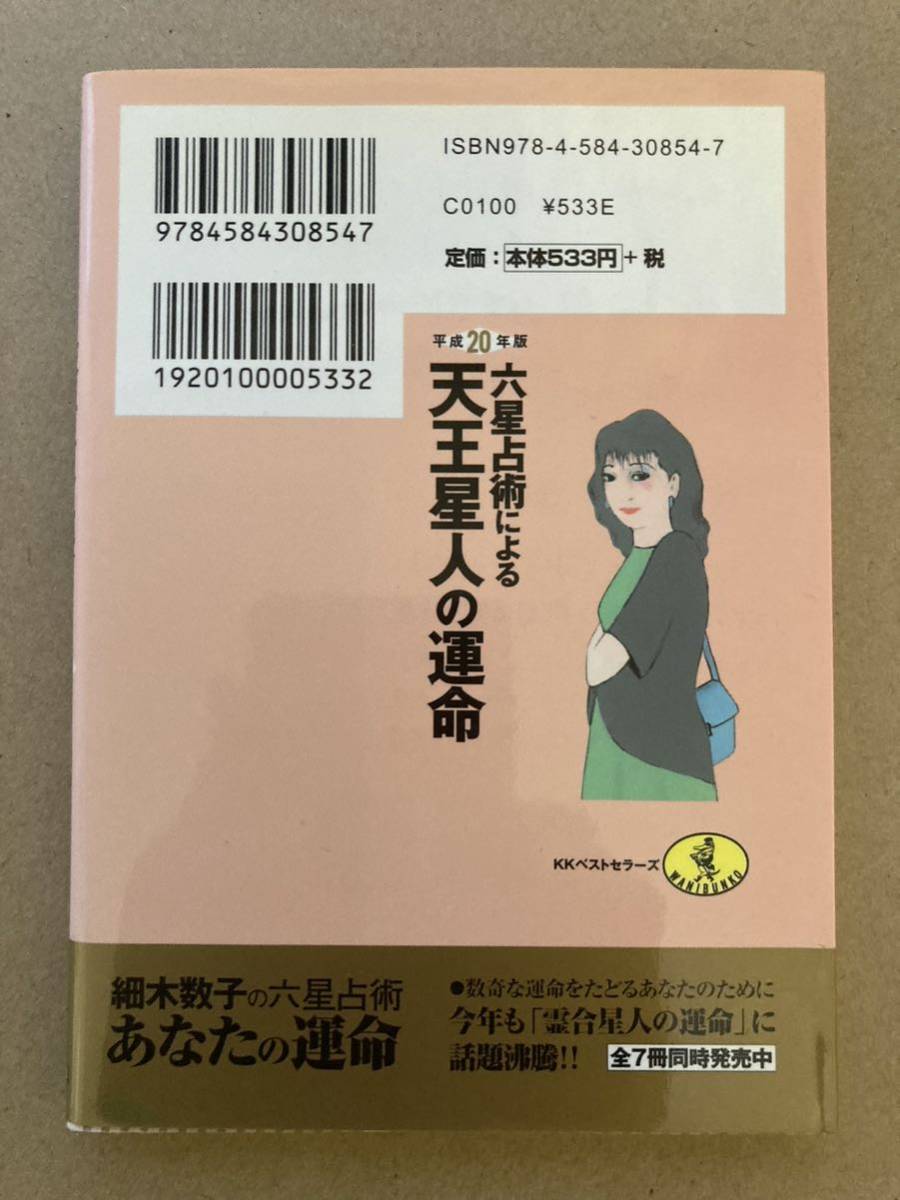 ISBN978-4-584-30854-7
9784584308547
C0100 ¥533E
定価：本体533円+税
1920100005332
平成20年版
六星占術による
天王星人の運命
KKベストセラーズ
WANIBUNKO
細木数子の六星占術
あなたの運命
●数奇な運命をたどるあなたのために
今年も「霊合星人の運命」に
話題沸騰!!
全7冊同時発売中